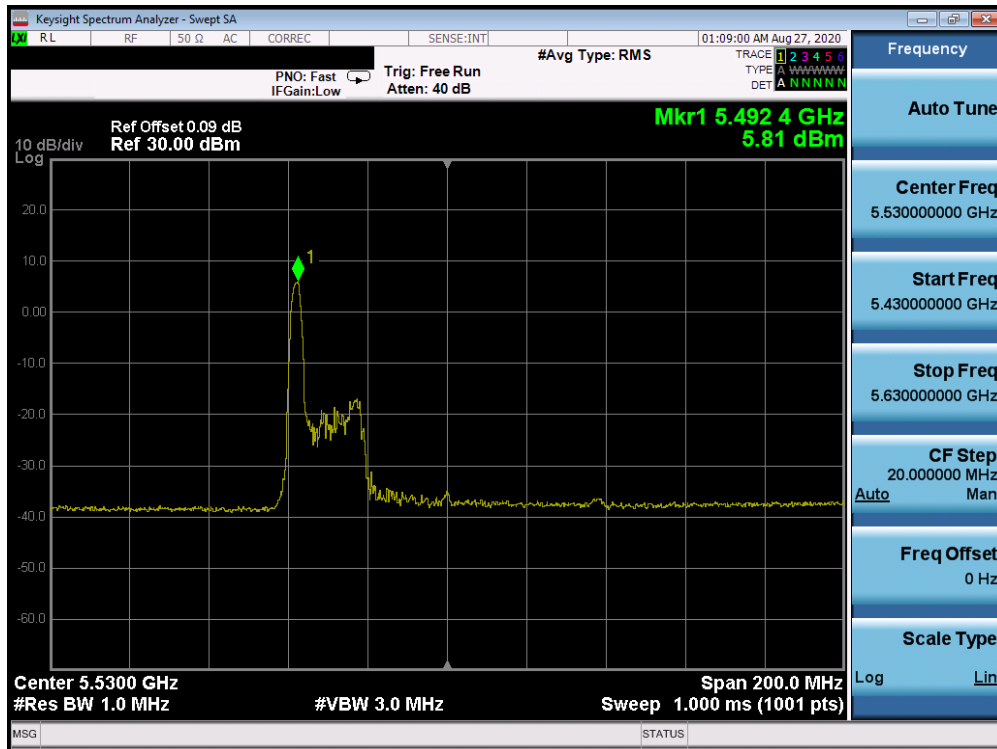 Keysight Spectrum Analyzer - Swept SA
LXI RL RF 50 Ω AC CORREC SENSE:INT 01:09:00 AM Aug 27, 2020
#Avg Type: RMS
TRACE 1 2 3 4 5 6
TYPE A WWWWW
DET A N N N N N
PNO: Fast
IFGain:Low
Trig: Free Run
Atten: 40 dB
Mkr1 5.492 4 GHz
5.81 dBm
Ref Offset 0.09 dB
10 dB/div Ref 30.00 dBm
Log
20.0
10.0
0.00
-10.0
-20.0
-30.0
-40.0
-50.0
-60.0
1
Center 5.5300 GHz Span 200.0 MHz
#Res BW 1.0 MHz #VBW 3.0 MHz Sweep 1.000 ms (1001 pts)
MSG STATUS
Frequency
Auto Tune
Center Freq
5.530000000 GHz
Start Freq
5.430000000 GHz
Stop Freq
5.630000000 GHz
CF Step
20.000000 MHz
Auto Man
Freq Offset
0 Hz
Scale Type
Log Lin